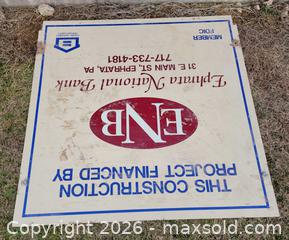 THIS CONSTRUCTION
PROJECT FINANCED BY
ENB
Ephrata National Bank
31 E. MAIN ST., EPHRATA, PA
717-733-4181
MEMBER
FDIC
Copyright © 2026 - maxsold.com